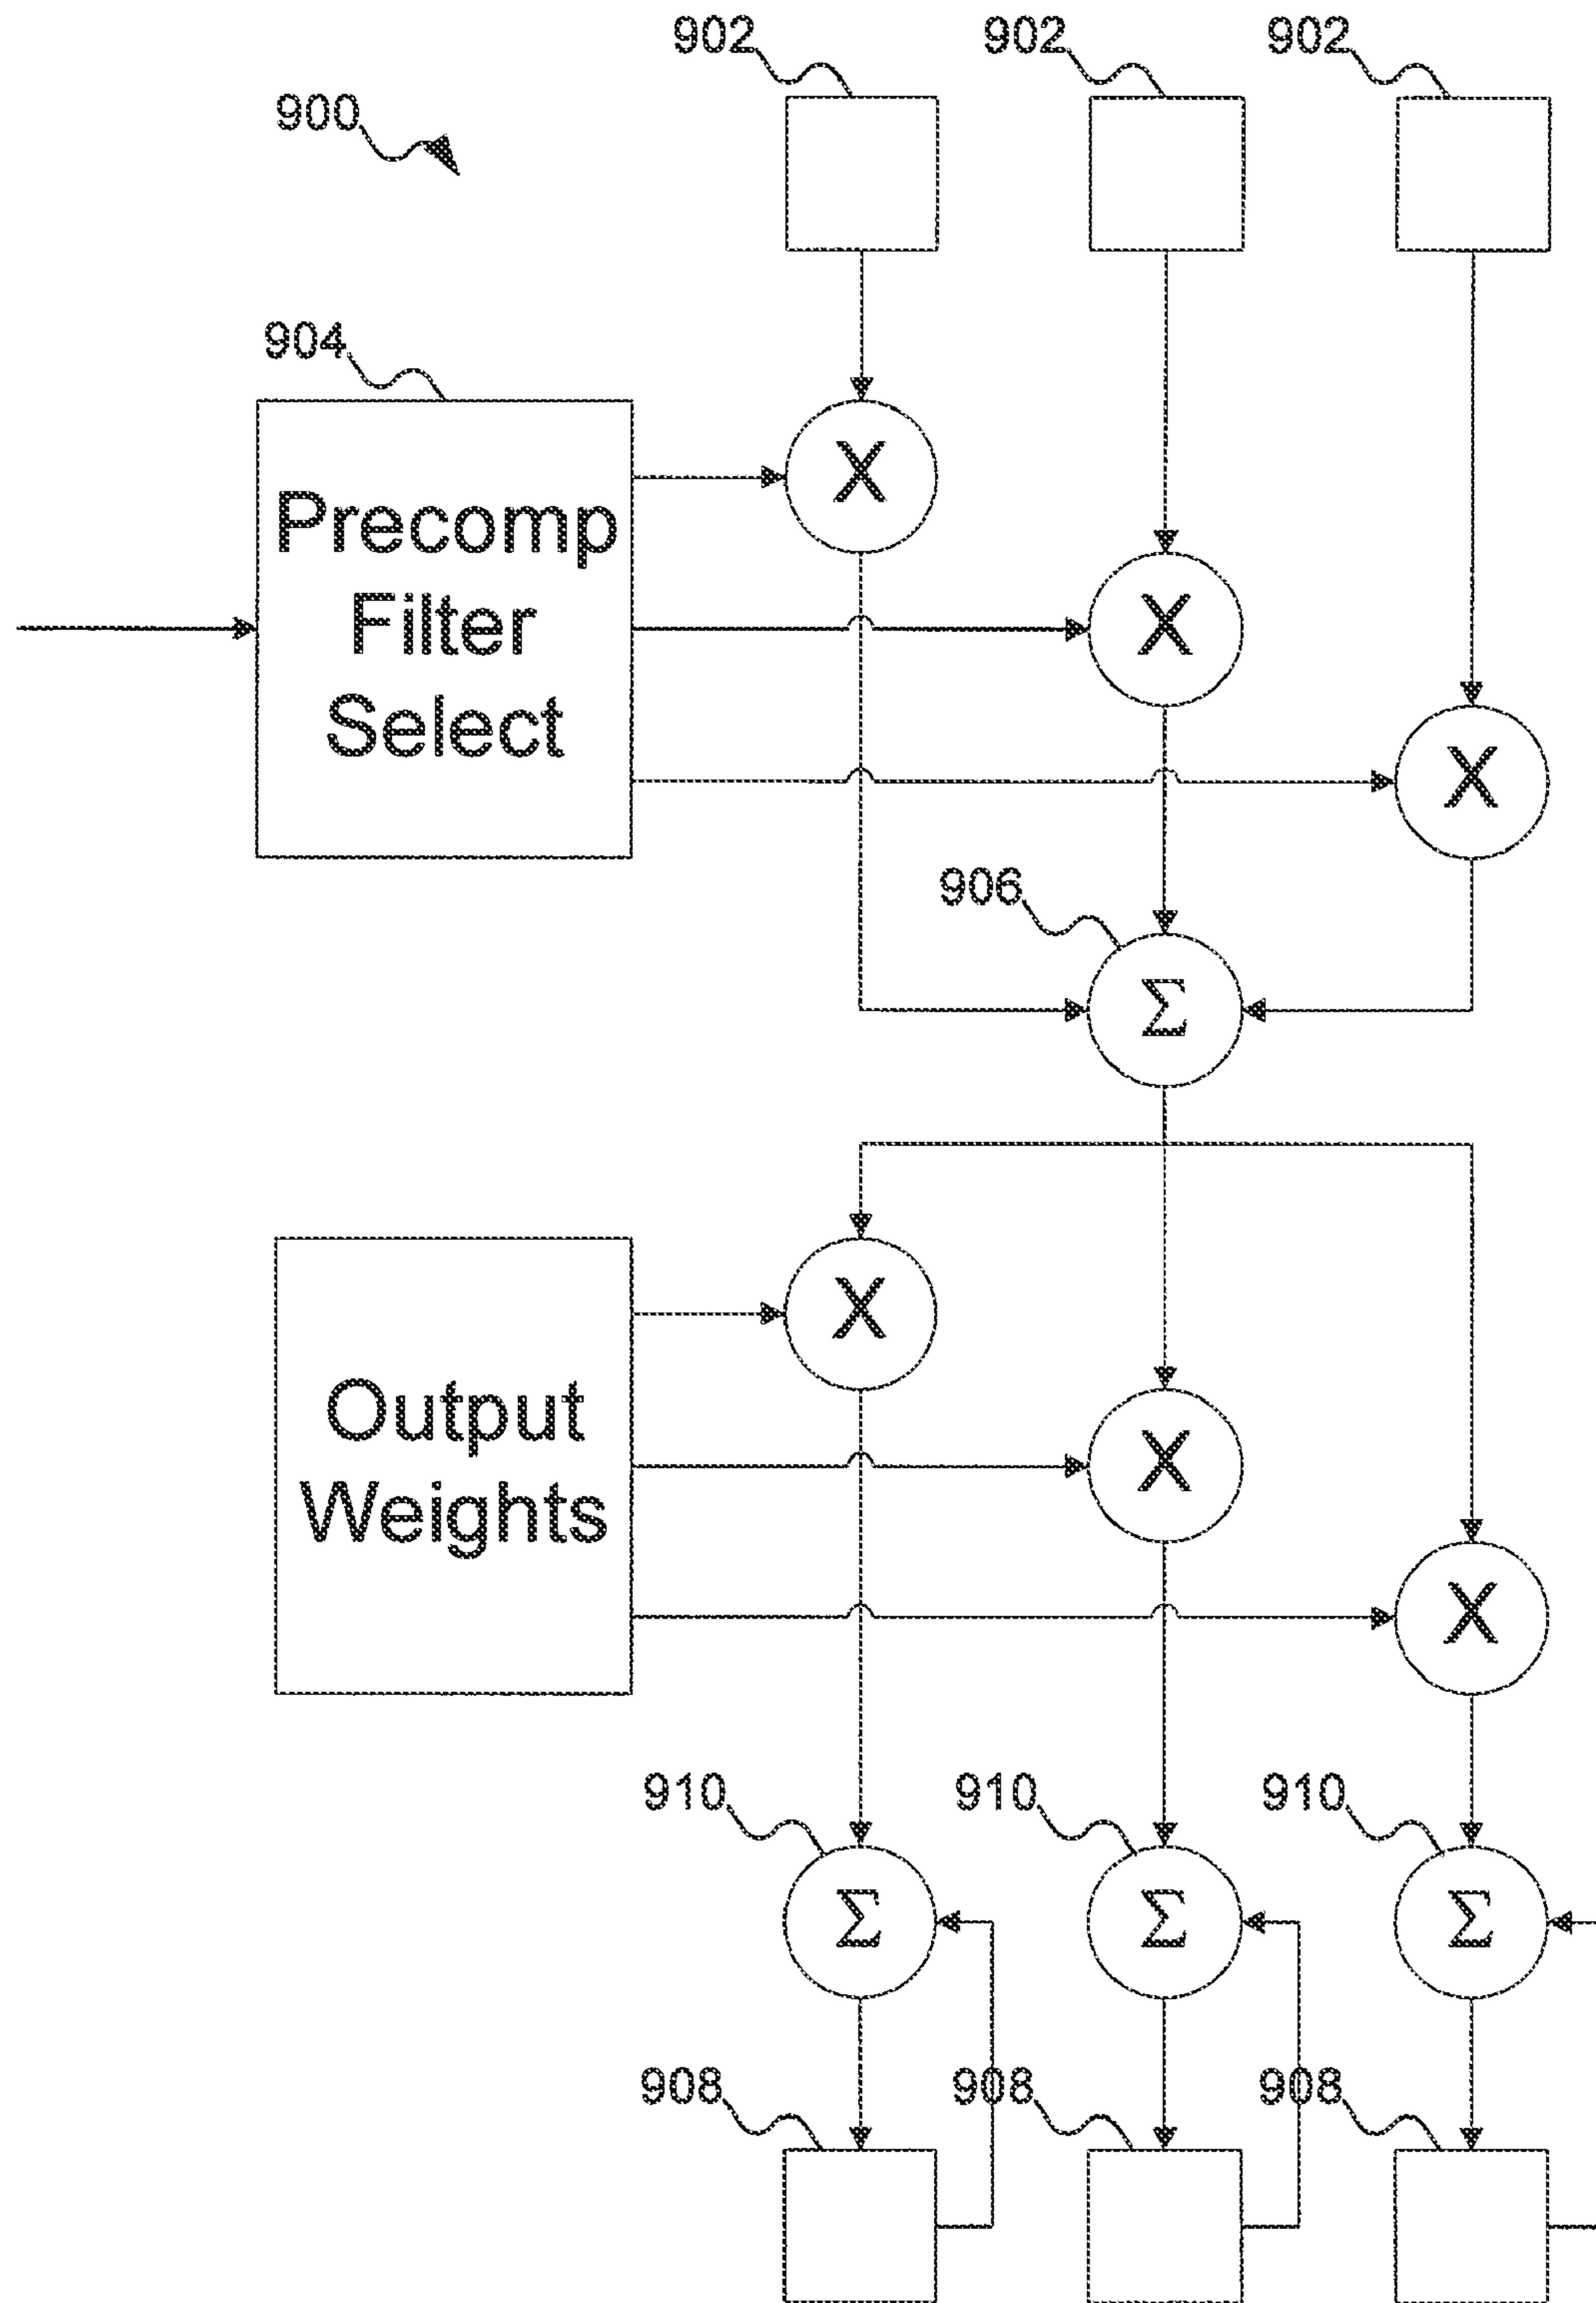 902 902 902
900
904
X
Precomp
Filter
Select
X
X
906
Σ
X
Output
Weights
X
X
910 910 910
Σ Σ Σ
908 908 908